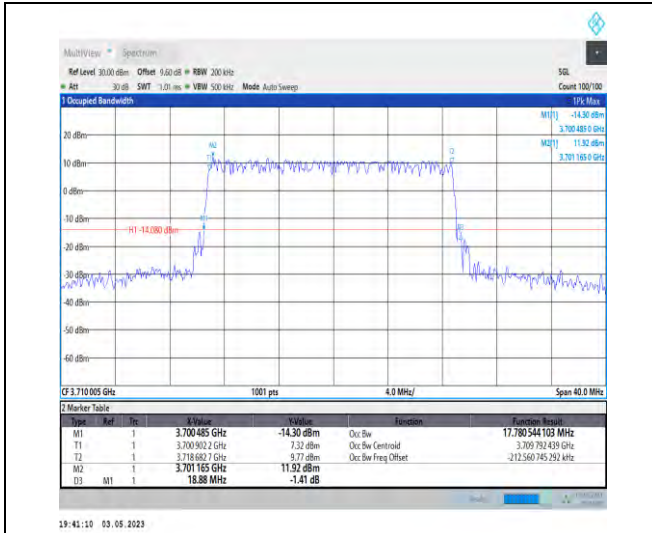 MultiView Spectrum
Ref Level 30.00 dBm Offset 9.60 dB RBW 200 kHz SGL
Att 30 dB SWT 1.01 ms VBW 500 kHz Mode Auto Sweep Count 100/100
1 Occupied Bandwidth 1Pk Max
M1[1] -14.30 dBm
3.700 485 0 GHz
M2[1] 11.92 dBm
3.701 165 0 GHz
20 dBm
M2
T2
T1
10 dBm
0 dBm
-10 dBm
H1 -14.080 dBm
-20 dBm
-30 dBm
-40 dBm
-50 dBm
-60 dBm
CF 3.710 005 GHz 1001 pts 4.0 MHz/ Span 40.0 MHz
2 Marker Table
Type Ref Trc X-Value Y-Value Function Function Result
M1 1 3.700 485 GHz -14.30 dBm Occ Bw 17.780 544 103 MHz
T1 1 3.700 902 2 GHz 7.32 dBm Occ Bw Centroid 3.709 792 439 GHz
T2 1 3.718 682 7 GHz 9.77 dBm Occ Bw Freq Offset -212.560 745 292 kHz
M2 1 3.701 165 GHz 11.92 dBm
D3 M1 1 18.88 MHz -1.41 dB
19:41:10 03.05.2023